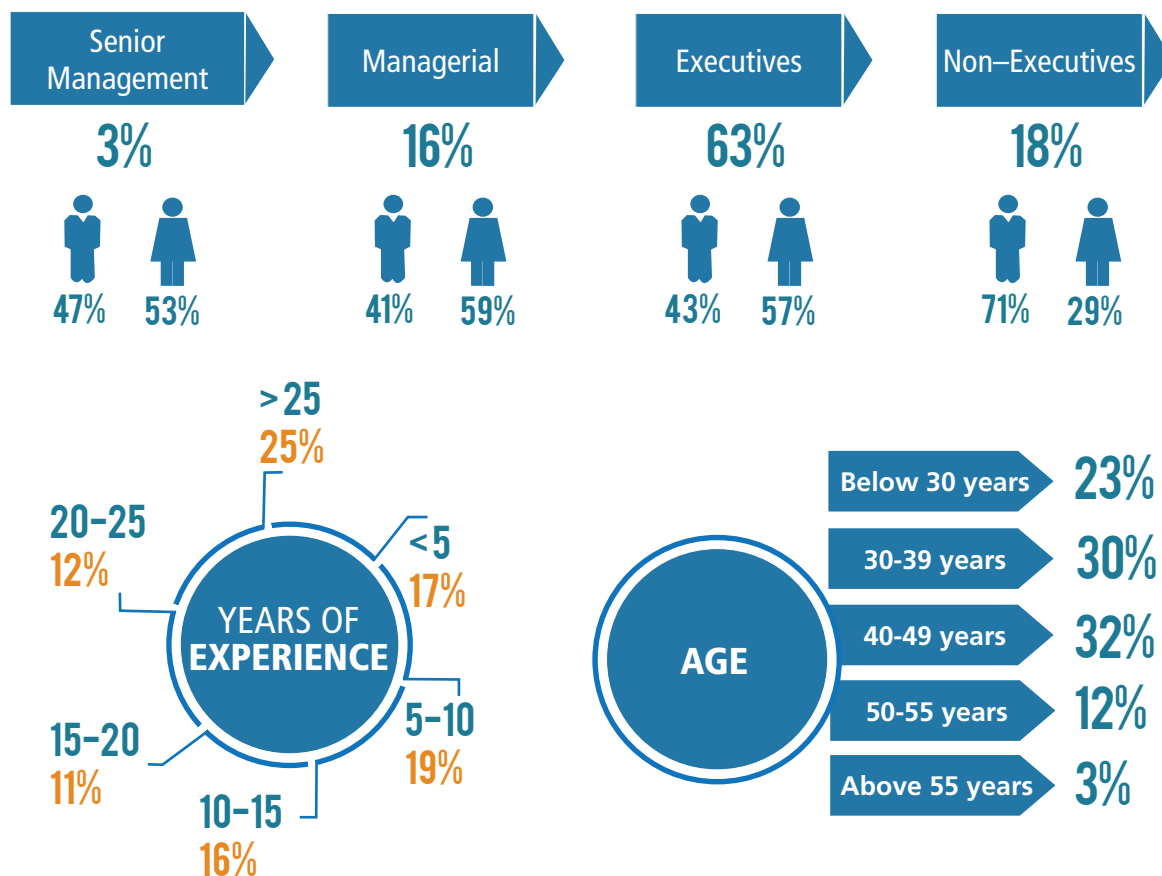 Senior
Management
Managerial
Executives
Non–Executives
3%
16%
63%
18%
47%
53%
41%
59%
43%
57%
71%
29%
> 25
25%
< 5
17%
5–10
19%
10–15
16%
15–20
11%
20–25
12%
YEARS OF
EXPERIENCE
AGE
Below 30 years
23%
30-39 years
30%
40-49 years
32%
50-55 years
12%
Above 55 years
3%